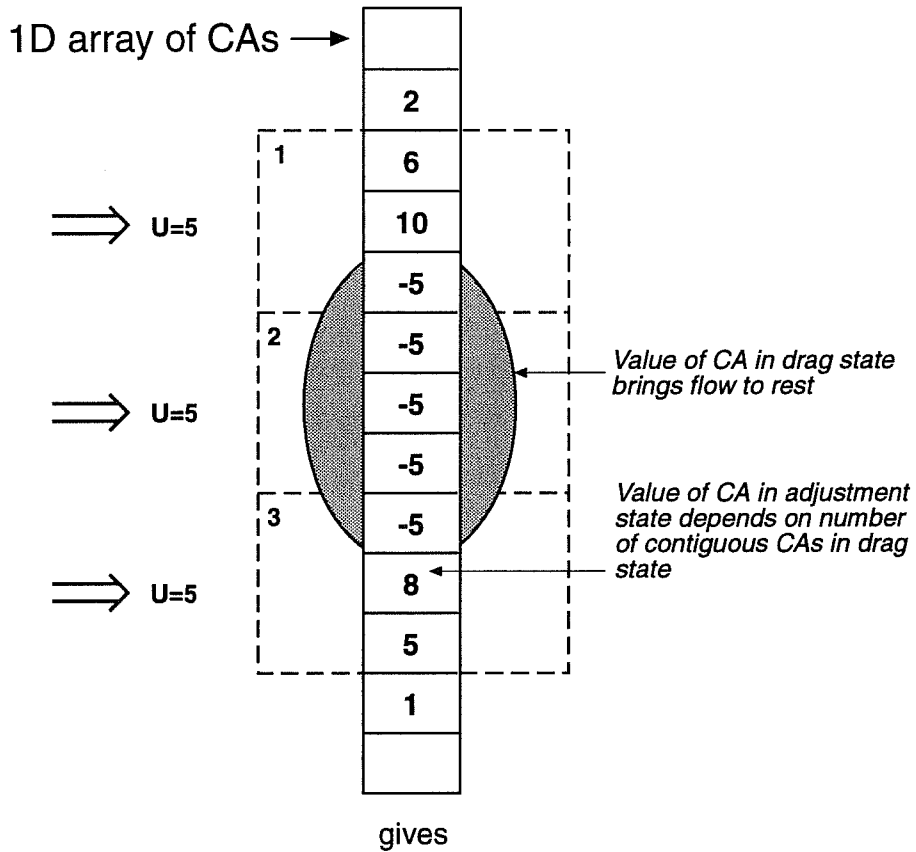 1D array of CAs
2
1
6
U=5
10
-5
2
-5
Value of CA in drag state
brings flow to rest
-5
U=5
-5
Value of CA in adjustment
state depends on number
of contiguous CAs in drag
state
3
-5
U=5
8
5
1
gives